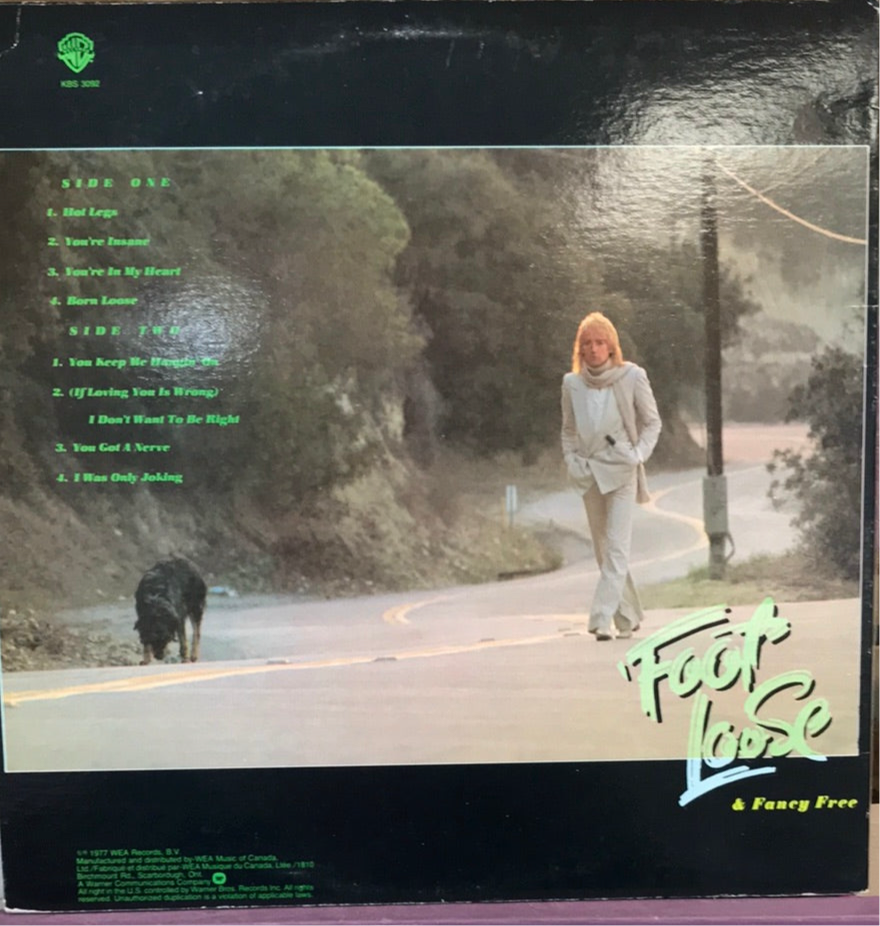 KBS 3092
SIDE ONE
1. Hot Legs
2. You're Insane
3. You're In My Heart
4. Born Loose
SIDE TWO
1. You Keep Me Hangin' On
2. (If Loving You Is Wrong)
I Don't Want To Be Right
3. You Got A Nerve
4. I Was Only Joking
Foot
Loose
& Fancy Free
1977 WEA Records, B.V.
Manufactured and distributed by WEA Music of Canada,
Ltd./Fabriqué et distribué par WEA Musique du Canada, Ltée./1810
Birchmount Rd., Scarborough, Ont.
A Warner Communications Company
All right in the U.S. controlled by Warner Bros. Records Inc. All rights
reserved. Unauthorized duplication is a violation of applicable laws.